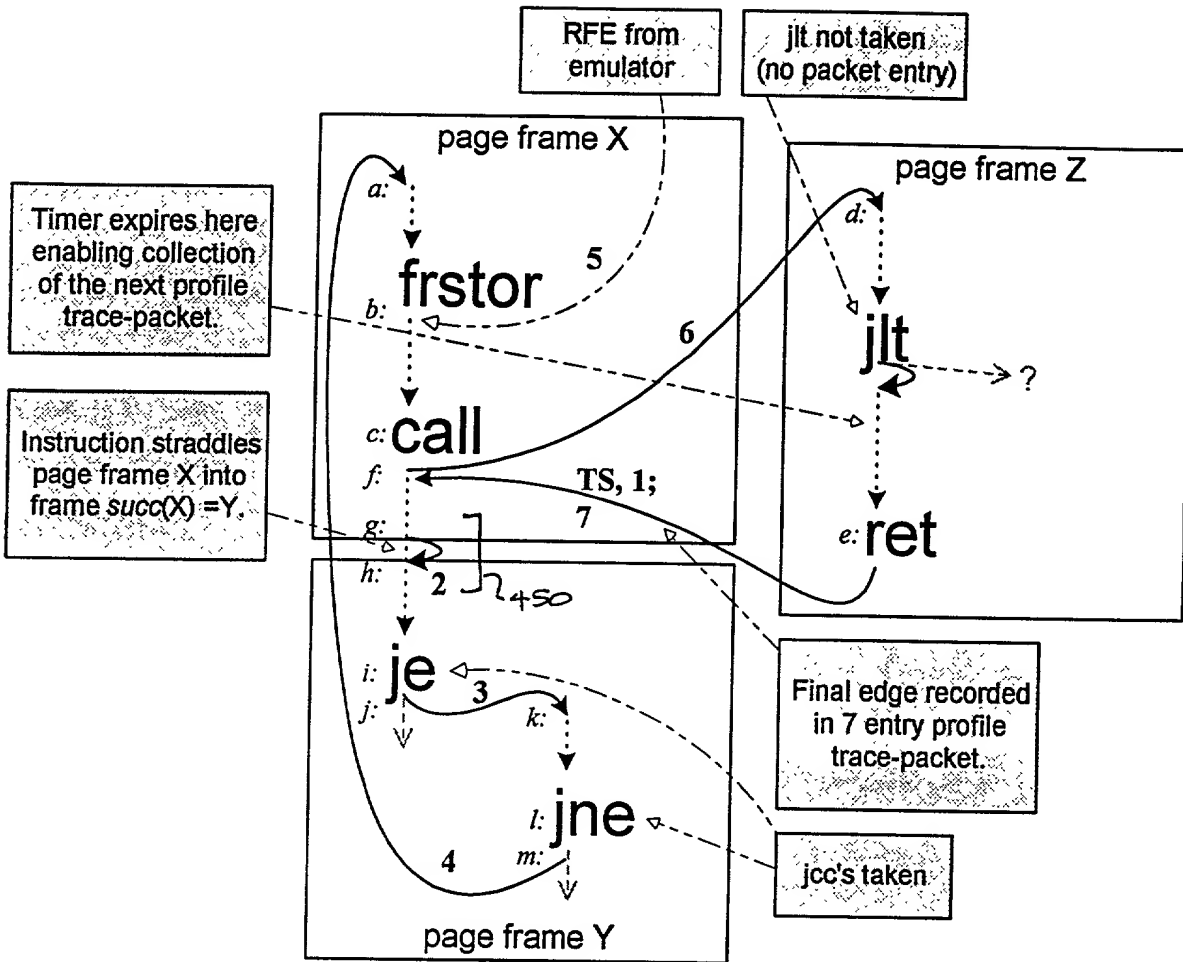 RFE from
emulator
jlt not taken
(no packet entry)
page frame X
page frame Z
a:
d:
Timer expires here
enabling collection
of the next profile
trace-packet.
frstor
5
b:
6
jlt
?
Instruction straddles
page frame X into
frame succ(X) =Y.
c: call
f:
TS, 1;
7
g:
e: ret
h:
2
450
i: je
3
j:
k:
Final edge recorded
in 7 entry profile
trace-packet.
l: jne
4
m:
jcc's taken
page frame Y